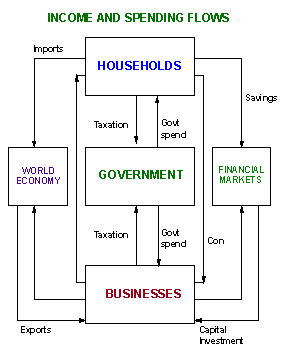 INCOME AND SPENDING FLOWS
Imports
HOUSEHOLDS
Savings
Taxation
Govt
spend
WORLD
ECONOMY
GOVERNMENT
FINANCIAL
MARKETS
Taxation
Govt
spend
Con
BUSINESSES
Exports
Capital
Investment